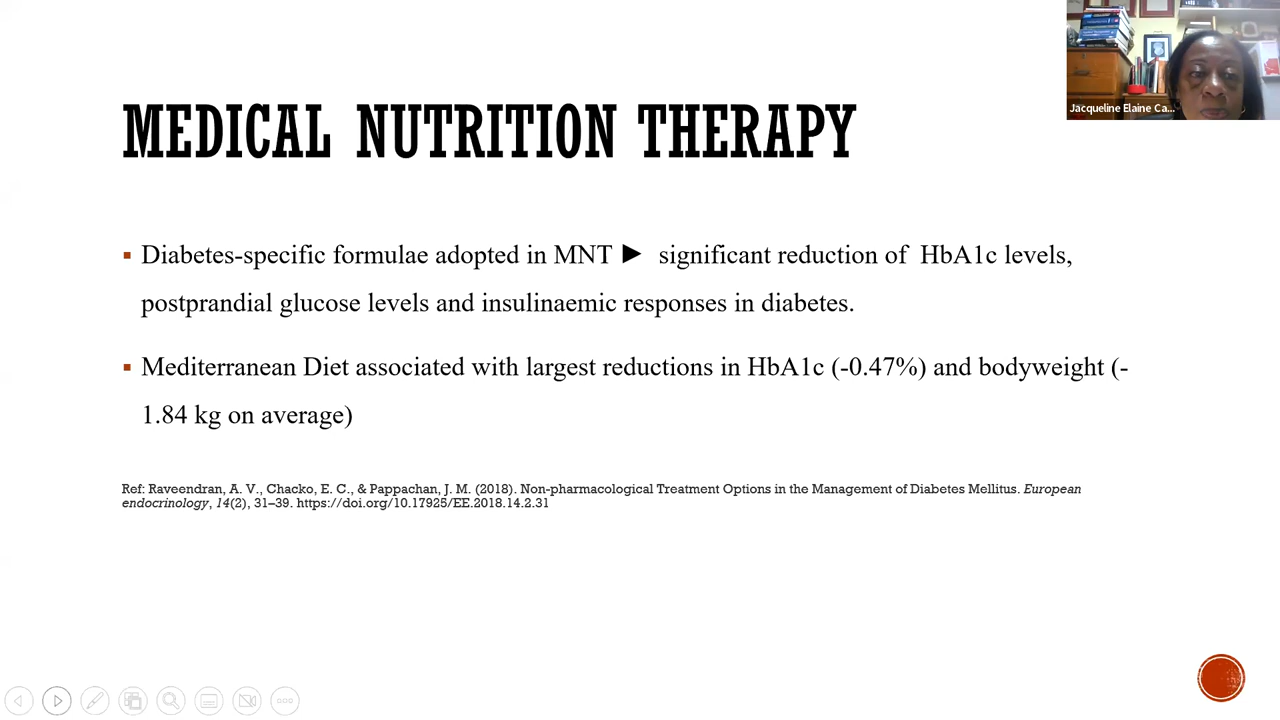 Jacqueline Elaine Ca...
MEDICAL NUTRITION THERAPY
▪ Diabetes-specific formulae adopted in MNT ► significant reduction of HbA1c levels,
postprandial glucose levels and insulinaemic responses in diabetes.
▪ Mediterranean Diet associated with largest reductions in HbA1c (-0.47%) and bodyweight (-
1.84 kg on average)
Ref: Raveendran, A. V., Chacko, E. C., & Pappachan, J. M. (2018). Non-pharmacological Treatment Options in the Management of Diabetes Mellitus. European
endocrinology, 14(2), 31–39. https://doi.org/10.17925/EE.2018.14.2.31